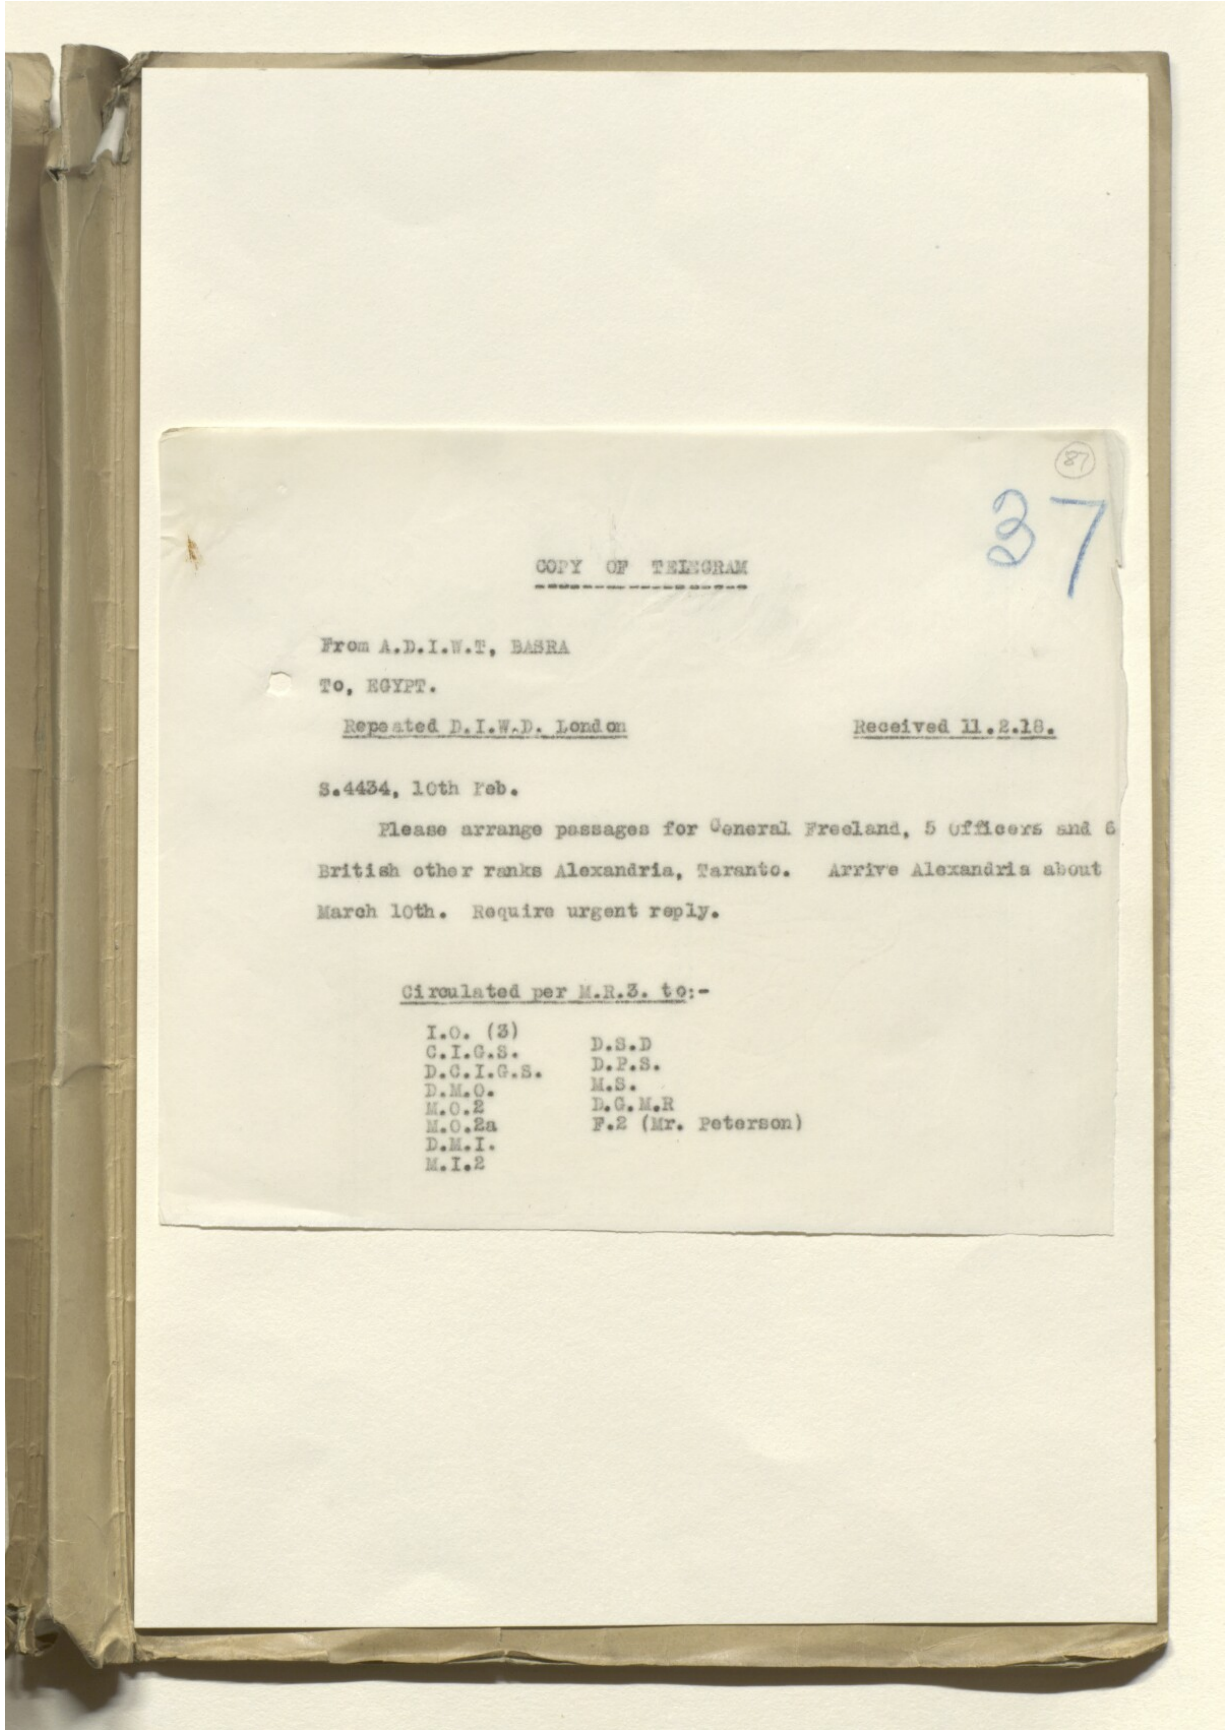 87
37
COPY OF TELEGRAM
From A.D.I.W.T, BASRA
To, EGYPT.
Repeated D.I.W.D. London Received 11.2.18.
S.4434, 10th Feb.
Please arrange passages for General Freeland, 5 Officers and 6
British other ranks Alexandria, Taranto. Arrive Alexandria about
March 10th. Require urgent reply.
Circulated per M.R.3. to:-
I.O. (3)
C.I.G.S.
D.C.I.G.S.
D.M.O.
M.O.2
M.O.2a
D.M.I.
M.I.2
D.S.D
D.P.S.
M.S.
D.G.M.R
F.2 (Mr. Peterson)